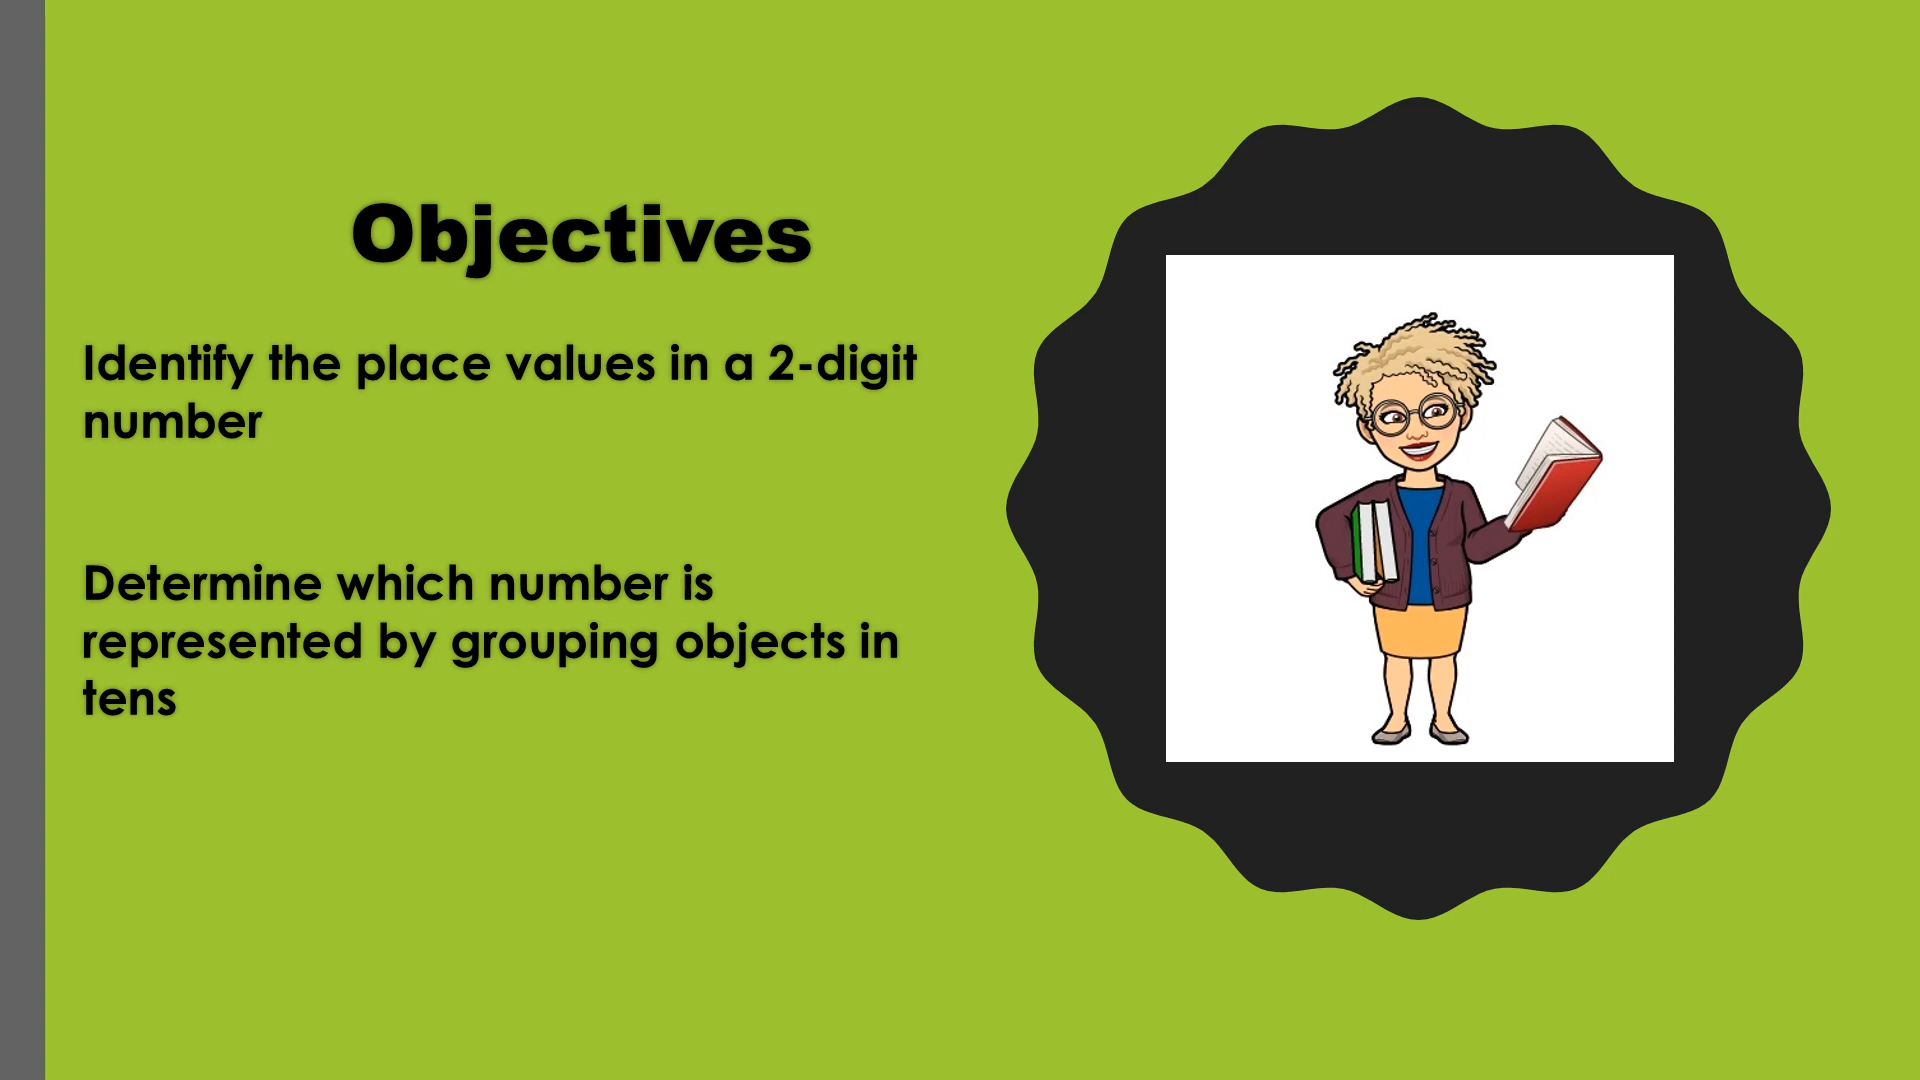 Objectives
Identify the place values in a 2-digit
number
Determine which number is
represented by grouping objects in
tens